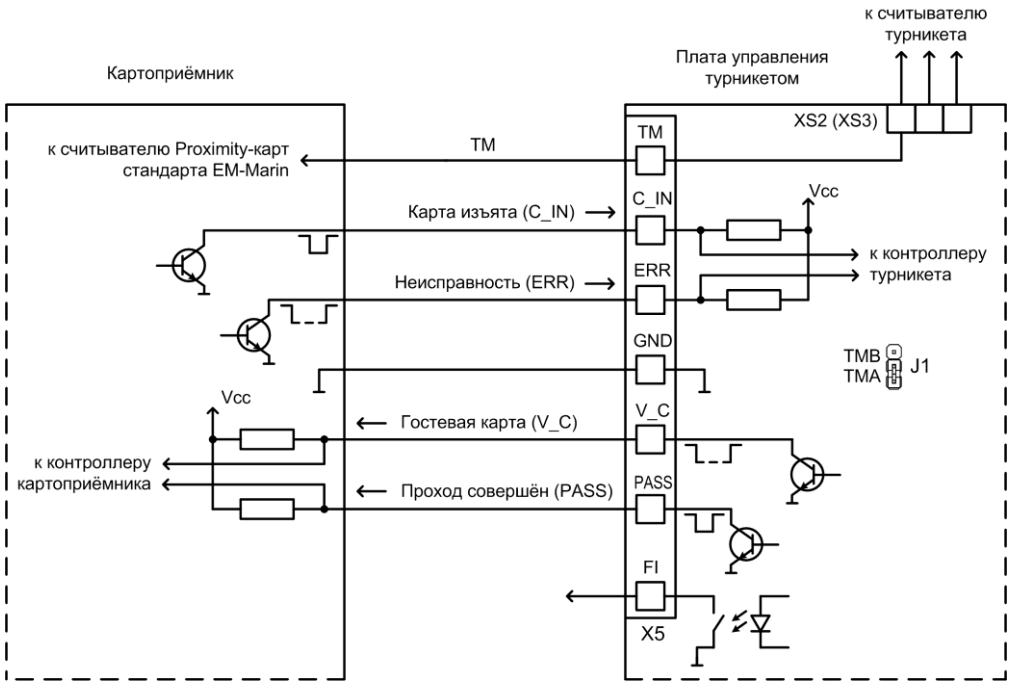 к считывателю
турникета
Картоприёмник
Плата управления
турникетом
XS2 (XS3)
TM
TM
к считывателю Proximity-карт
стандарта EM-Marin
Vcc
C_IN
Карта изъята (C_IN)
к контроллеру
турникета
ERR
Неисправность (ERR)
GND
TMB
TMA
J1
Vcc
V_C
Гостевая карта (V_C)
к контроллеру
картоприёмника
PASS
Проход совершён (PASS)
FI
X5